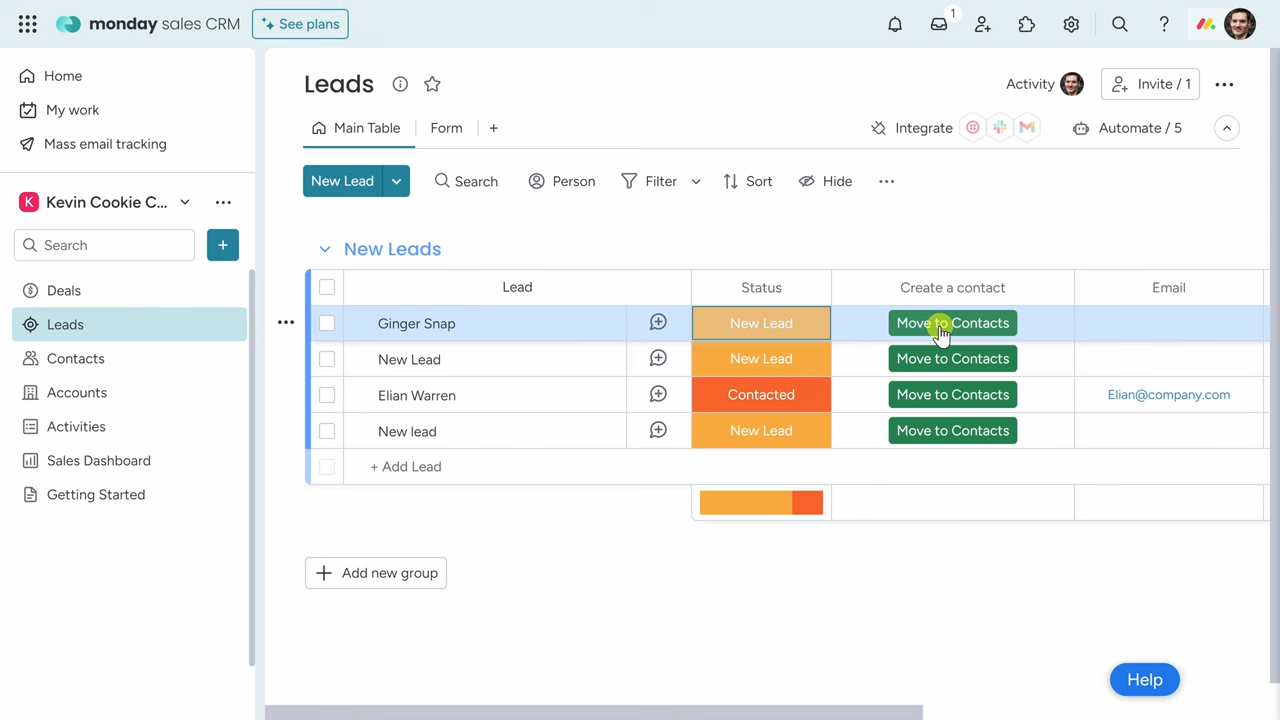 monday sales CRM
See plans
1
Home
My work
Mass email tracking
K
Kevin Cookie C...
Search
+
Deals
Leads
Contacts
Accounts
Activities
Sales Dashboard
Getting Started
Leads
Activity
Invite / 1
Main Table
Form
+
Integrate
Automate / 5
New Lead
Search
Person
Filter
Sort
Hide
New Leads
Lead
Status
Create a contact
Email
Ginger Snap
New Lead
Move to Contacts
New Lead
New Lead
Move to Contacts
Elian Warren
Contacted
Move to Contacts
Elian@company.com
New lead
New Lead
Move to Contacts
+ Add Lead
+ Add new group
Help